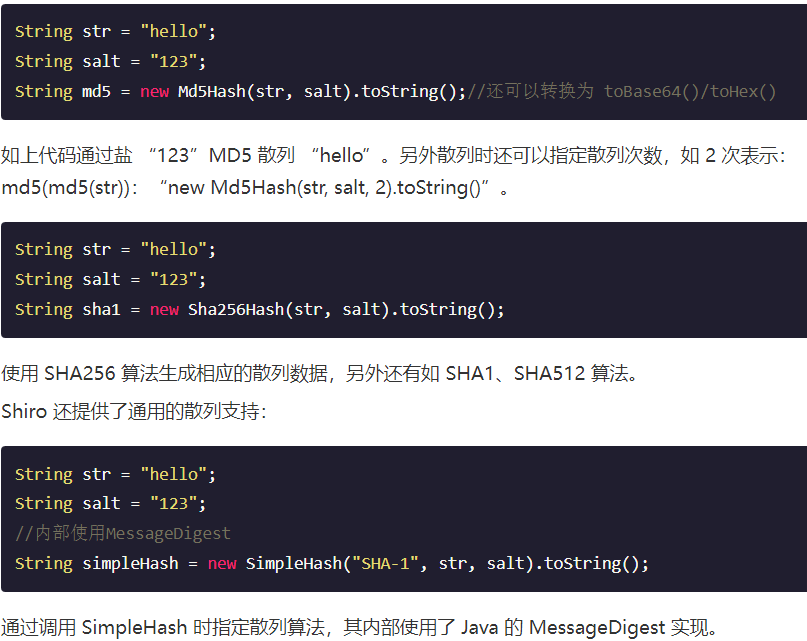 String str = "hello";
String salt = "123";
String md5 = new Md5Hash(str, salt).toString();//还可以转换为 toBase64()/toHex()
如上代码通过盐 “123”MD5 散列 “hello”。另外散列时还可以指定散列次数，如 2 次表示：
md5(md5(str))： “new Md5Hash(str, salt, 2).toString()”。
String str = "hello";
String salt = "123";
String sha1 = new Sha256Hash(str, salt).toString();
使用 SHA256 算法生成相应的散列数据，另外还有如 SHA1、SHA512 算法。
Shiro 还提供了通用的散列支持：
String str = "hello";
String salt = "123";
//内部使用MessageDigest
String simpleHash = new SimpleHash("SHA-1", str, salt).toString();
通过调用 SimpleHash 时指定散列算法，其内部使用了 Java 的 MessageDigest 实现。